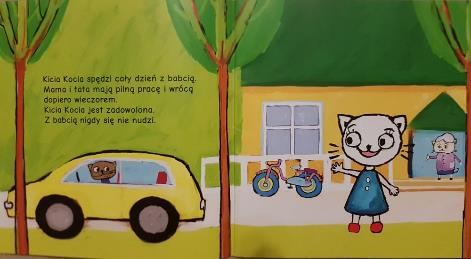 Kicia Kocia spędzi cały dzień z babcią.
Mama i tata mają pilną pracę i wrócą
dopiero wieczorem.
Kicia Kocia jest zadowolona.
Z babcią nigdy się nie nudzi.